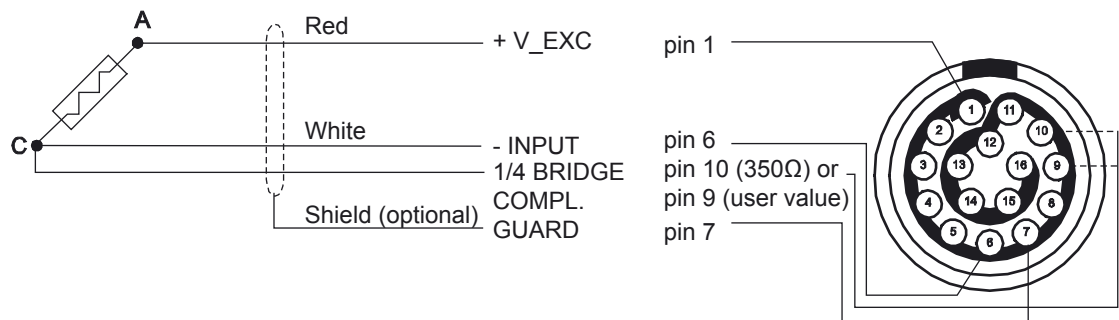 A
Red
+ V_EXC
pin 1
C
White
- INPUT
pin 6
1/4 BRIDGE
pin 10 (350Ω) or
COMPL.
pin 9 (user value)
Shield (optional)
GUARD
pin 7
1
11
2
10
12
3
13
16
9
4
14
15
8
5
6
7